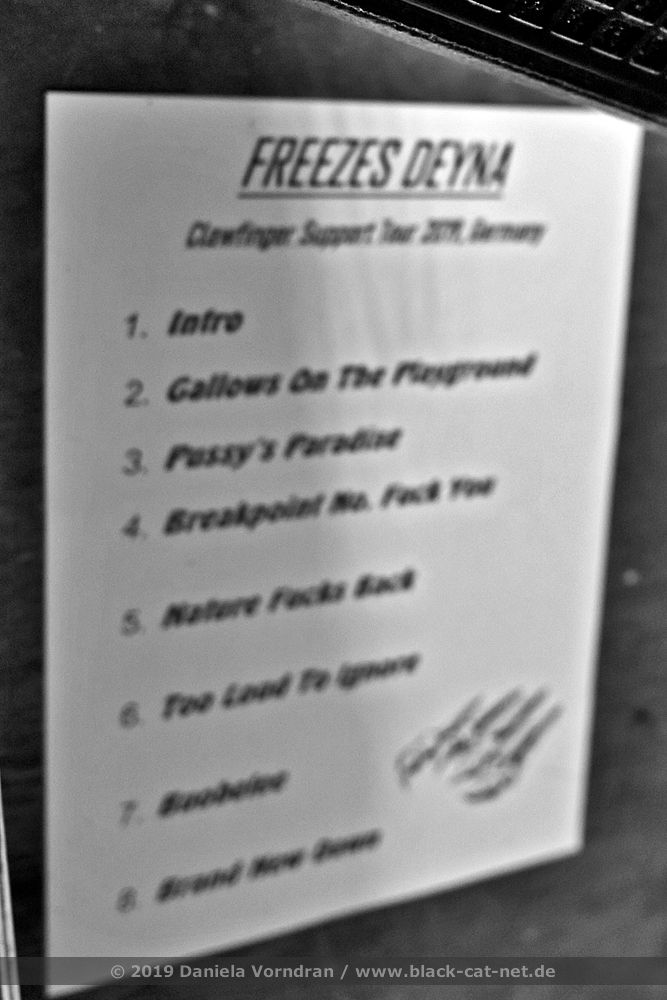 FREEZES DEYNA
Clawfinger Support Tour 2019, Germany
1. Intro
2. Gallows On The Playground
3. Pussy's Paradise
4. Breakpoint No. Fuck You
5. Nature Fucks Back
6. Too Loud To Ignore
7.
8. Brand New Dawn
© 2019 Daniela Vorndran / www.black-cat-net.de